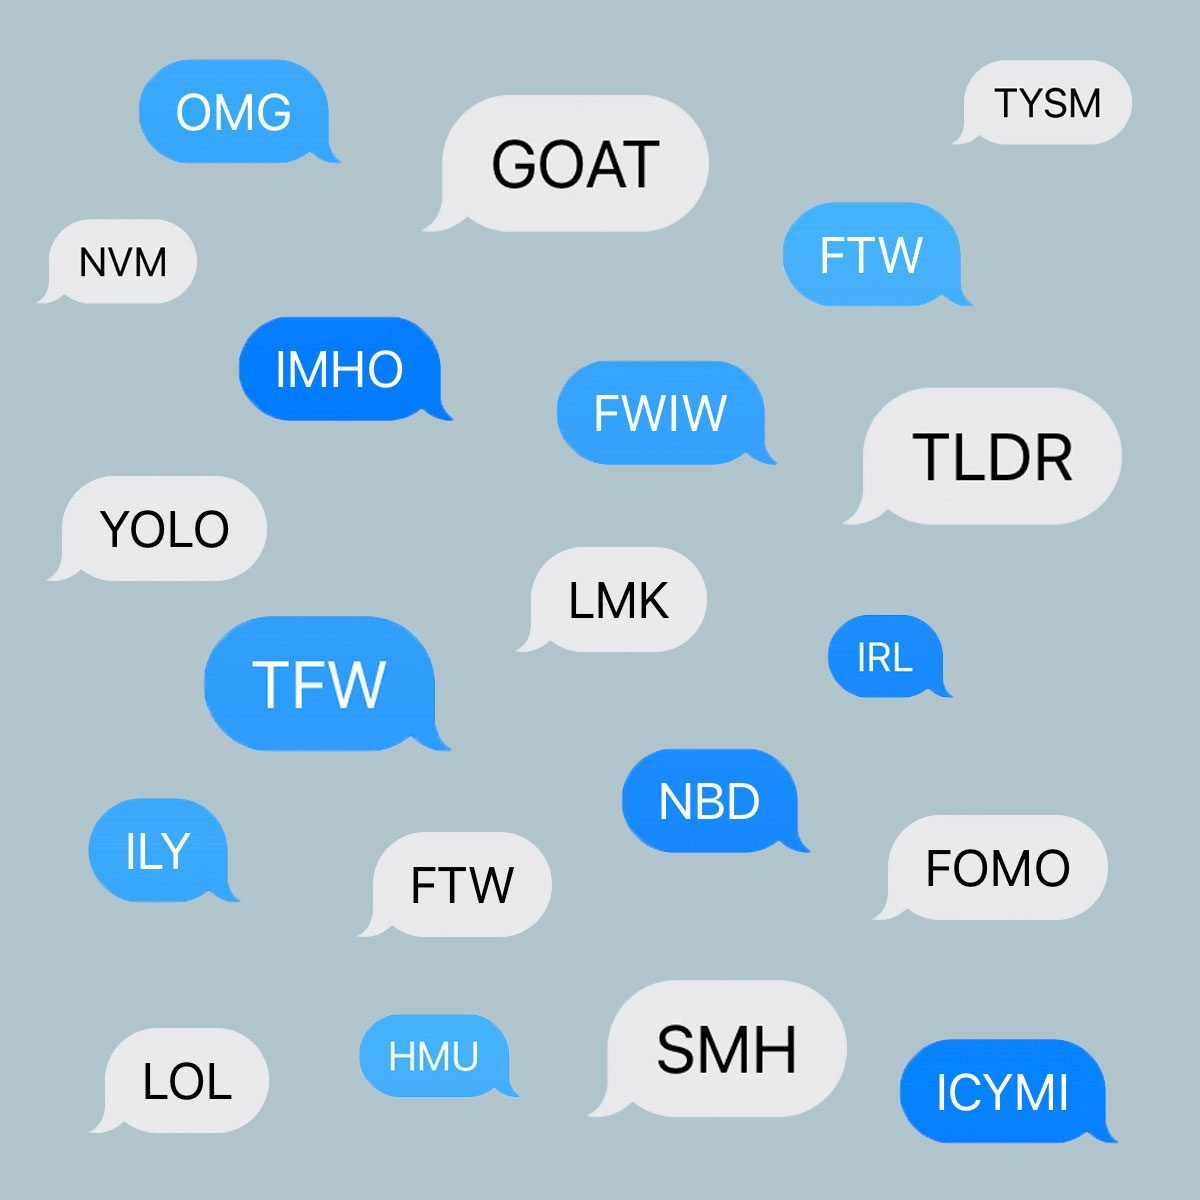 OMG
TYSM
GOAT
NVM
FTW
IMHO
FWIW
TLDR
YOLO
LMK
TFW
IRL
NBD
ILY
FTW
FOMO
LOL
HMU
SMH
ICYMI